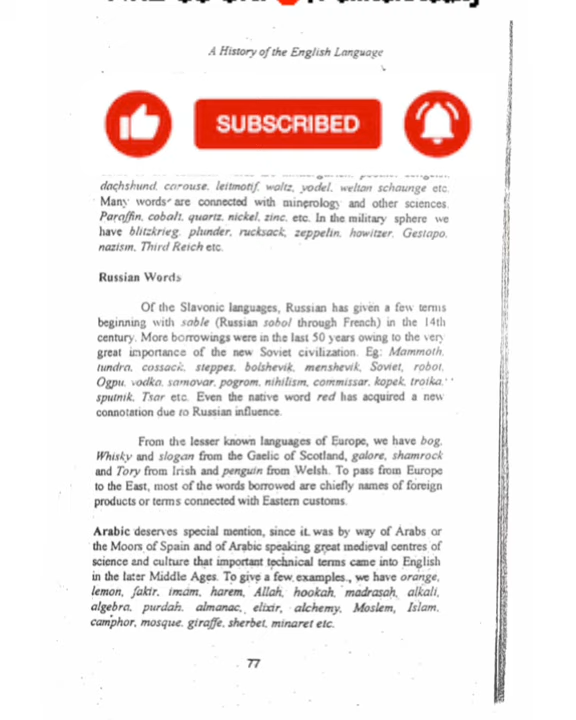 A History of the English Language
SUBSCRIBED
dachshund, carouse, leitmotif, waltz, yodel, weltan schaunge etc.
Many words are connected with minerology and other sciences.
Paraffin, cobalt, quartz, nickel, zinc, etc. In the military sphere we
have blitzkrieg, plunder, rucksack, zeppelin, howitzer, Gestapo,
nazism, Third Reich etc.
Russian Words
Of the Slavonic languages, Russian has given a few terms
beginning with sable (Russian sobol through French) in the 14th
century. More borrowings were in the last 50 years owing to the very
great importance of the new Soviet civilization. Eg: Mammoth,
tundra, cossack, steppes, bolshevik, menshevik, Soviet, robot,
Ogpu, vodka, samovar, pogrom, nihilism, commissar, kopek, troika,
sputnik, Tsar etc. Even the native word red has acquired a new
connotation due to Russian influence.
From the lesser known languages of Europe, we have bog,
Whisky and slogan from the Gaelic of Scotland, galore, shamrock
and Tory from Irish and penguin from Welsh. To pass from Europe
to the East, most of the words borrowed are chiefly names of foreign
products or terms connected with Eastern customs.
Arabic deserves special mention, since it was by way of Arabs or
the Moors of Spain and of Arabic speaking great medieval centres of
science and culture that important technical terms came into English
in the later Middle Ages. To give a few examples., we have orange,
lemon, fakir, imam, harem, Allah, hookah, madrasah, alkali,
algebra, purdah, almanac, elixir, alchemy, Moslem, Islam,
camphor, mosque, giraffe, sherbet, minaret etc.
77